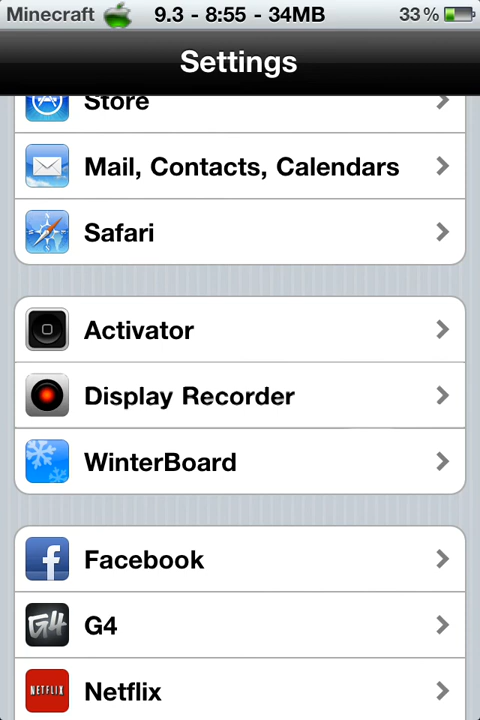 Minecraft 9.3 - 8:55 - 34MB 33%
Settings
Store
Mail, Contacts, Calendars
Safari
Activator
Display Recorder
WinterBoard
Facebook
G4 G4
NETFLIX Netflix